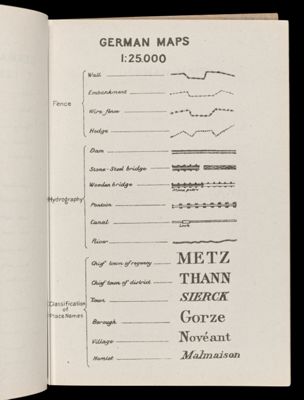 GERMAN MAPS
1:25.000
Fence
Wall
Embankment
Wire fence
Hedge
Hydrography
Dam
Stone-Steel bridge
Wooden bridge
Stone piers
Pontoon
Canal
Lock
River
Classification
of
Place Names
Chief town of regency METZ
Chief town of district THANN
Town SIERCK
Borough Gorze
Village Novéant
Hamlet Malmaison